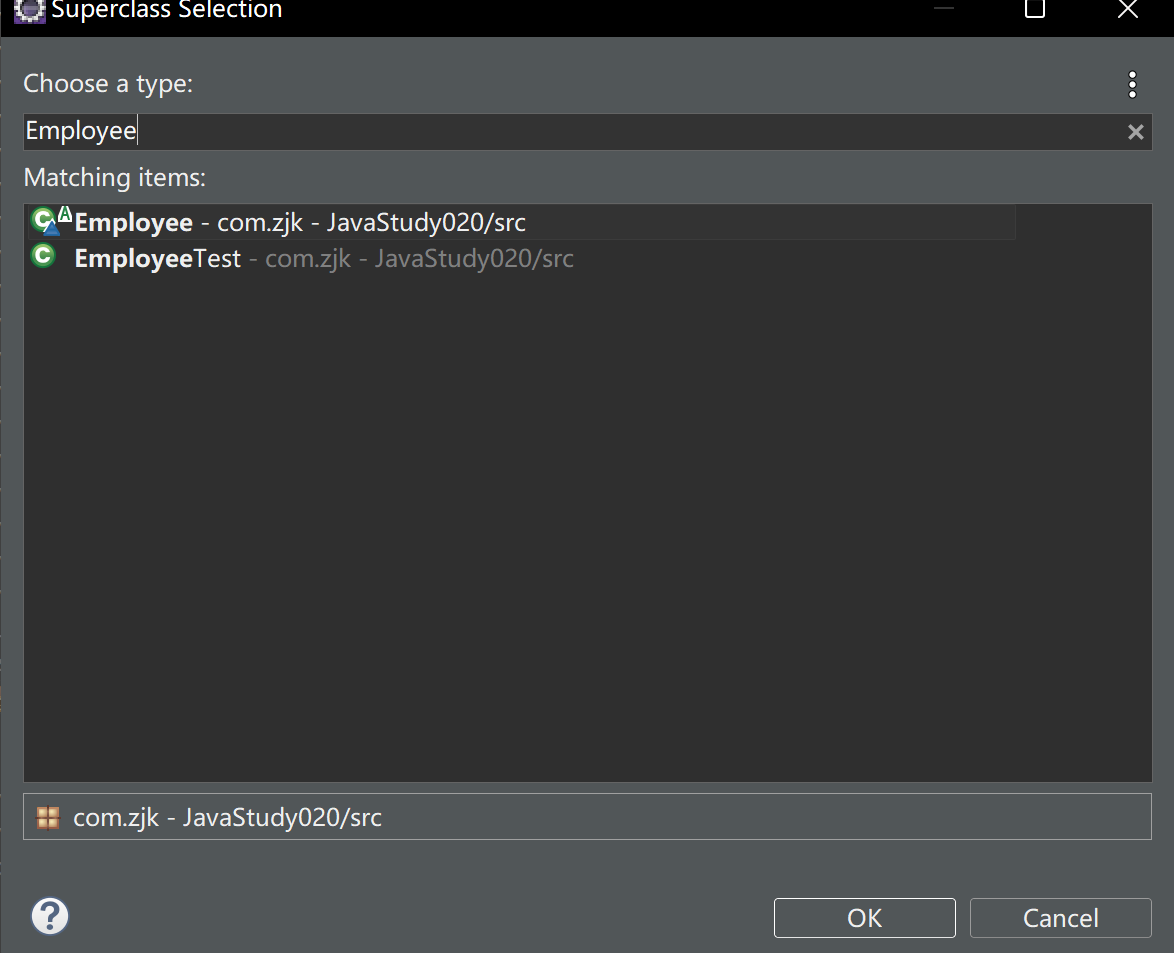 Superclass Selection
Choose a type:
Employee
Matching items:
Employee - com.zjk - JavaStudy020/src
EmployeeTest - com.zjk - JavaStudy020/src
com.zjk - JavaStudy020/src
OK
Cancel